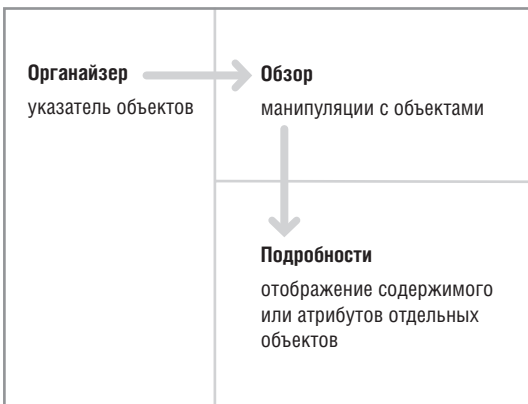 Органайзер
указатель объектов
Обзор
манипуляции с объектами
Подробности
отображение содержимого
или атрибутов отдельных
объектов